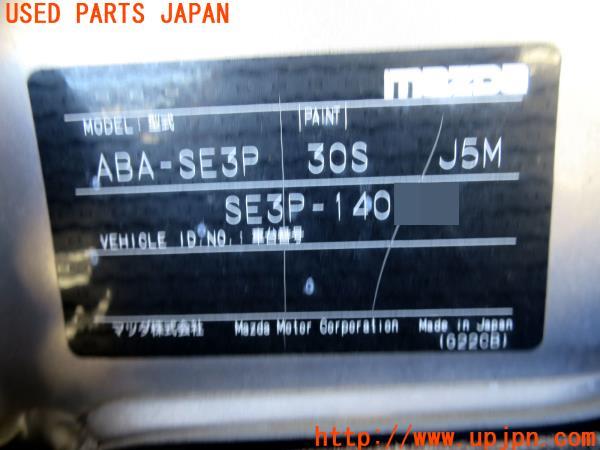 USED PARTS JAPAN
mazda
MODEL : 型式 PAINT
ABA-SE3P 30S J5M
SE3P-140
VEHICLE ID.NO. : 車台番号
マツダ株式会社 Mazda Motor Corporation Made in Japan
(G22CB)
http://www.upjpn.com